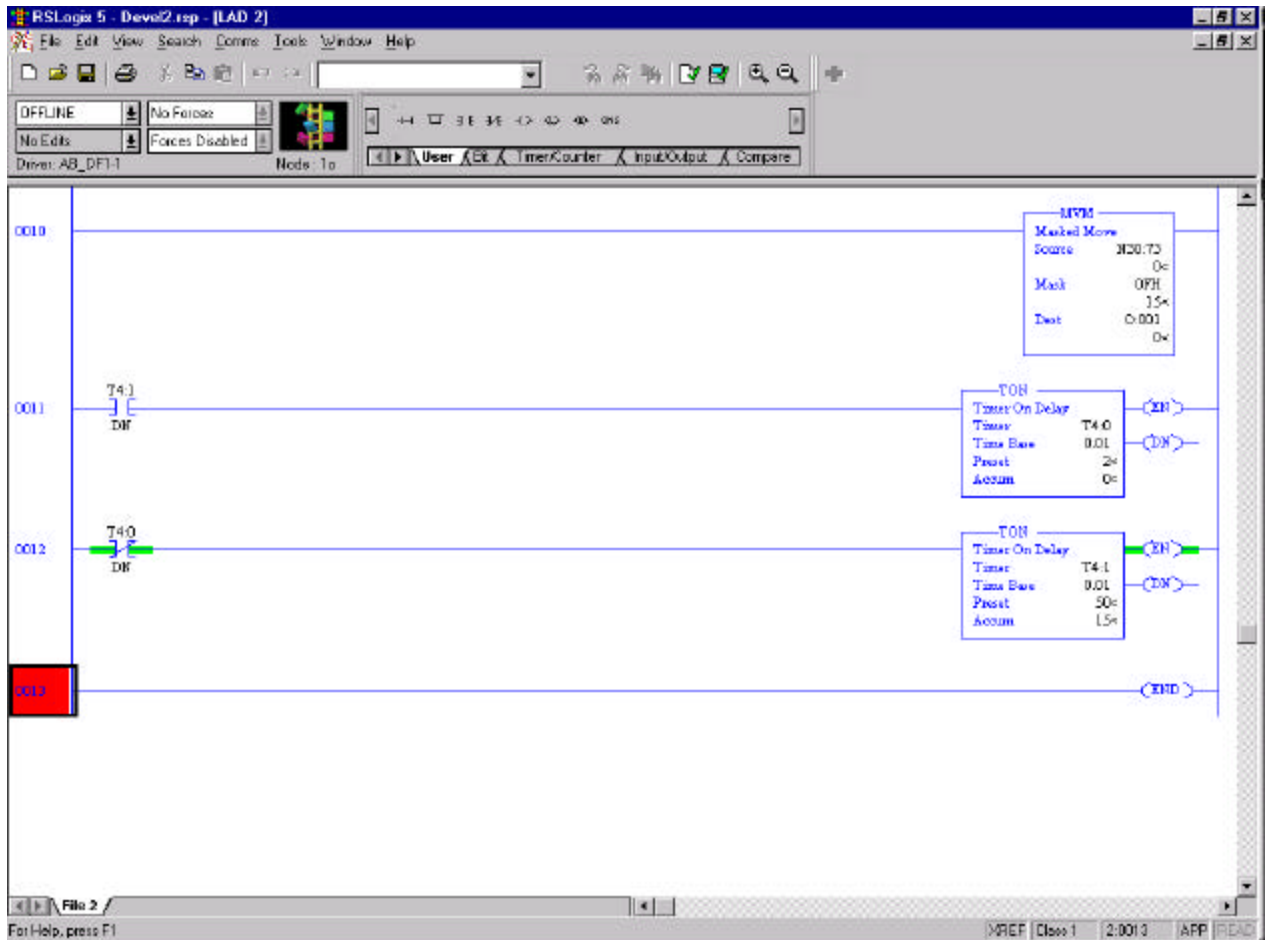 RSLogix 5 - Devel2.rsp - [LAD 2]
File Edit View Search Comms Tools Window Help
OFFLINE No Forces
No Edits Forces Disabled
Driver: AB_DF1-1 Node: 1o
User Bit Timer/Counter Input/Output Compare
0010
MVM
Masked Move
Source N30:73
0<
Mask 0FH
15<
Dest O:001
0<
0011
T4:1
DN
TON
Timer On Delay
Timer T4:0
Time Base 0.01
Preset 2<
Accum 0<
EN
DN
0012
T4:0
DN
TON
Timer On Delay
Timer T4:1
Time Base 0.01
Preset 50<
Accum 15<
EN
DN
0013
END
File 2
For Help, press F1
XREF Class 1 2:0013 APP READ